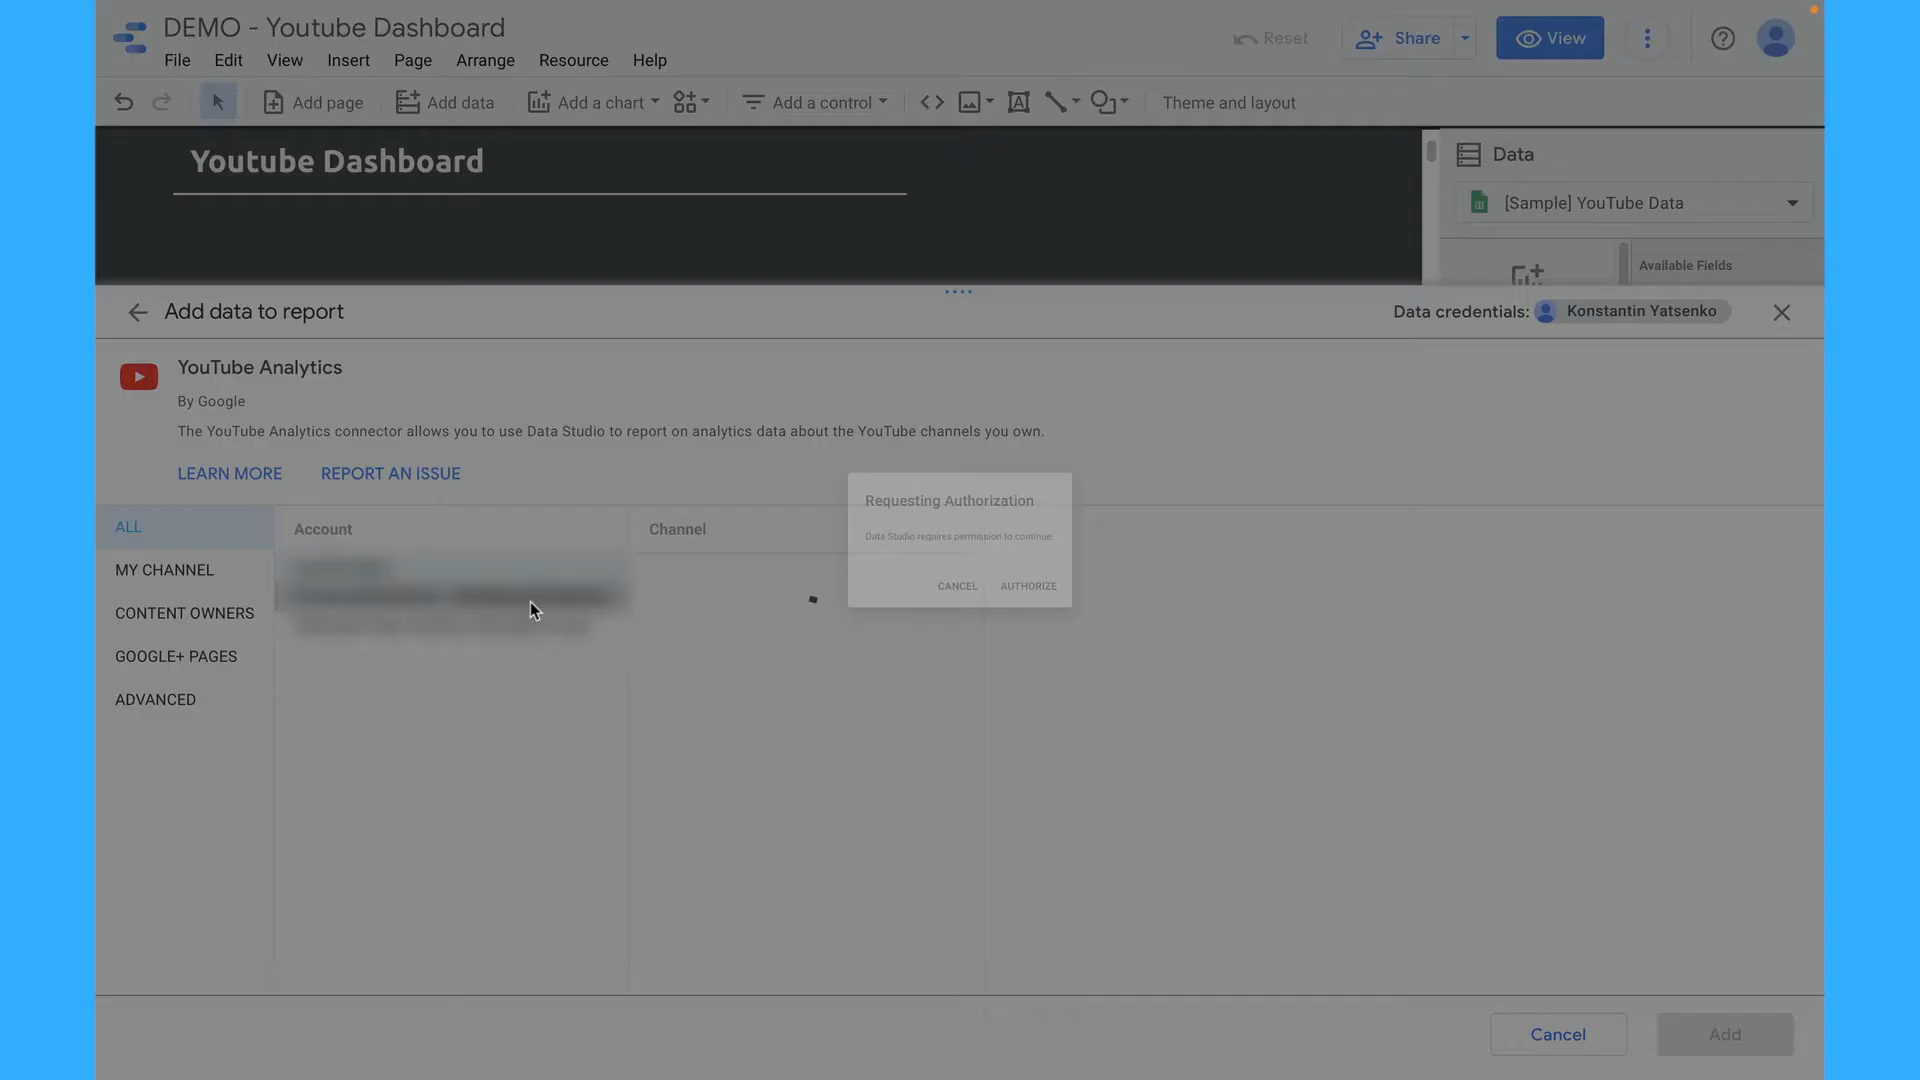 DEMO - Youtube Dashboard
File Edit View Insert Page Arrange Resource Help
Reset
Share
View
Add page
Add data
Add a chart
Add a control
Theme and layout
Youtube Dashboard
Data
[Sample] YouTube Data
Available Fields
Add data to report
Data credentials: Konstantin Yatsenko
YouTube Analytics
By Google
The YouTube Analytics connector allows you to use Data Studio to report on analytics data about the YouTube channels you own.
LEARN MORE
REPORT AN ISSUE
ALL
MY CHANNEL
CONTENT OWNERS
GOOGLE+ PAGES
ADVANCED
Account
Channel
Requesting Authorization
Data Studio requires permission to continue.
CANCEL
AUTHORIZE
Cancel
Add